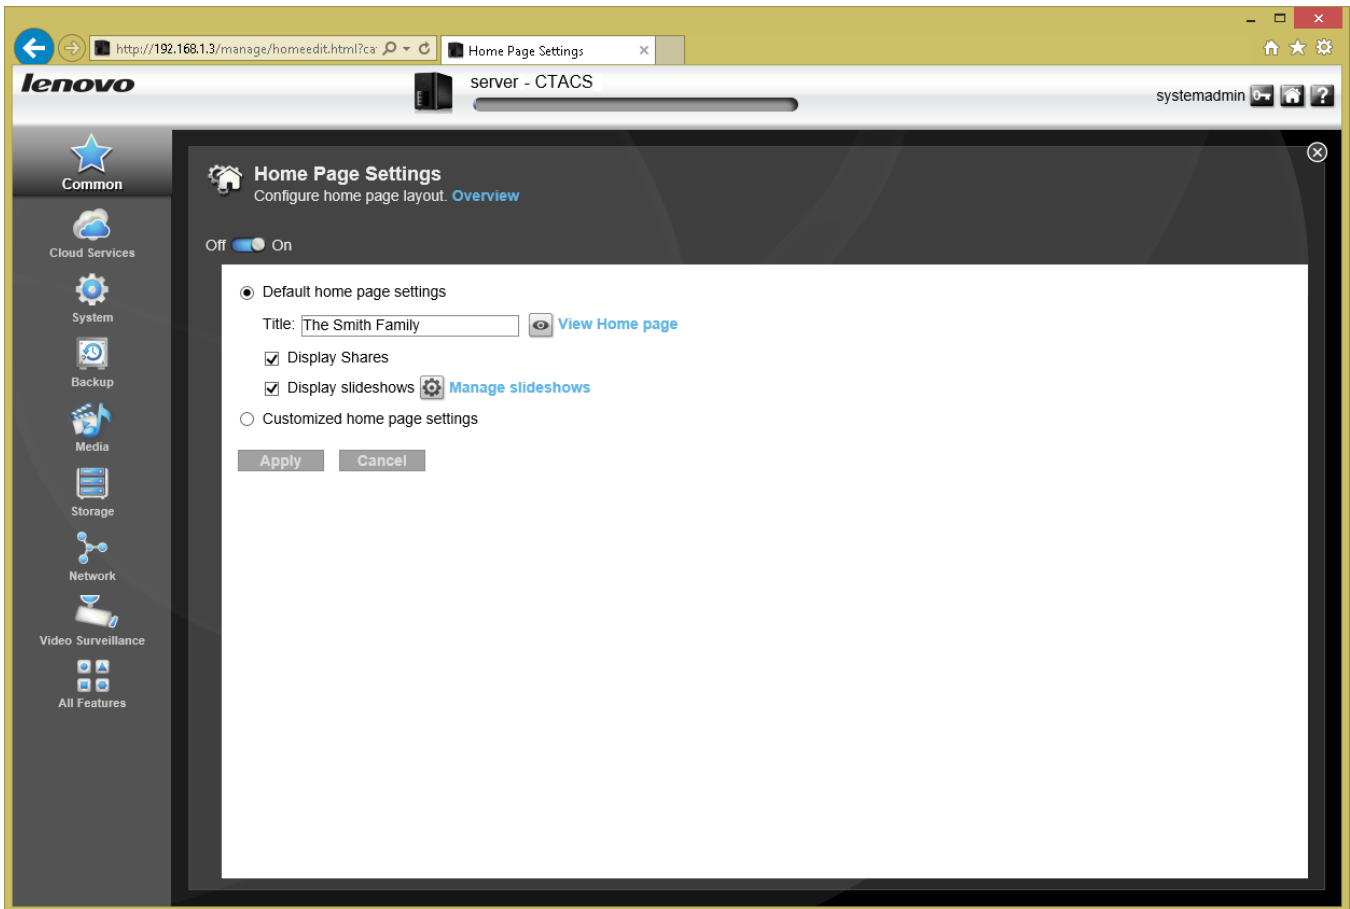 http://192.168.1.3/manage/homeedit.html?ca
Home Page Settings
lenovo
server - CTACS
systemadmin
Common
Cloud Services
System
Backup
Media
Storage
Network
Video Surveillance
All Features
Home Page Settings
Configure home page layout. Overview
Off On
Default home page settings
Title: The Smith Family View Home page
Display Shares
Display slideshows Manage slideshows
Customized home page settings
Apply Cancel